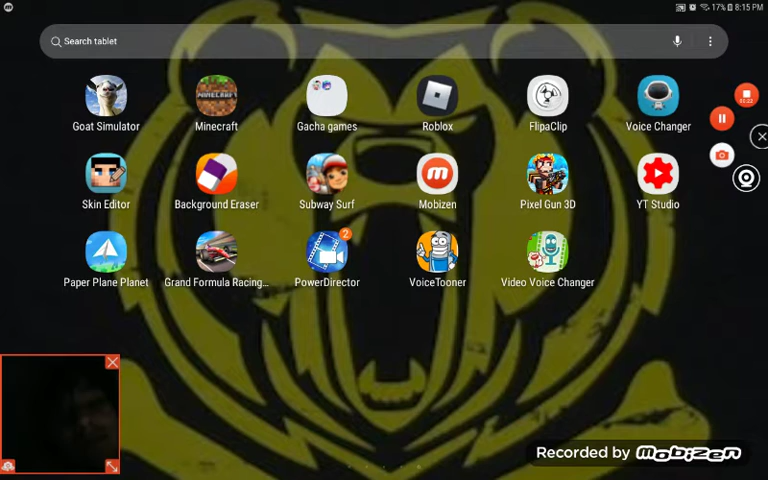 17% 8:15 PM
Search tablet
Goat Simulator
Minecraft
Gacha games
Roblox
FlipaClip
Voice Changer
Skin Editor
Background Eraser
Subway Surf
Mobizen
Pixel Gun 3D
YT Studio
Paper Plane Planet
Grand Formula Racing...
2
PowerDirector
VoiceTooner
Video Voice Changer
MINECRAFT
Recorded by Mobizen